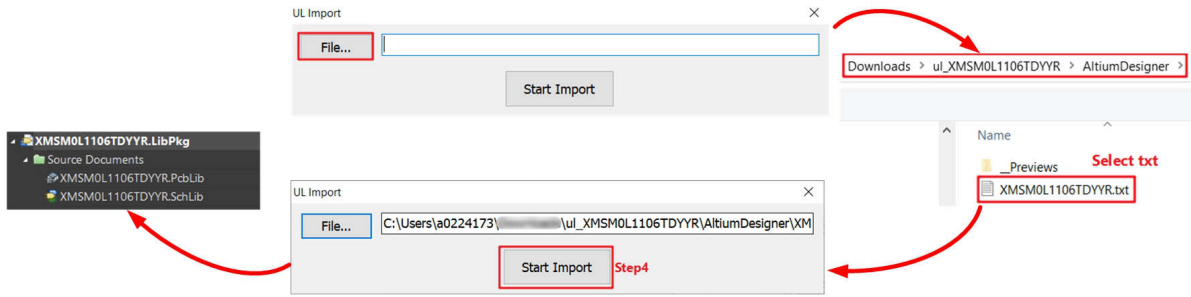 UL Import
File...
Start Import
Downloads > ul_XMSM0L1106TDYYR > AltiumDesigner >
Name
__Previews
Select txt
XMSM0L1106TDYYR.txt
UL Import
File...
C:\Users\a0224173\ \ul_XMSM0L1106TDYYR\AltiumDesigner\XM
Start Import
Step4
XMSM0L1106TDYYR.LibPkg
Source Documents
XMSM0L1106TDYYR.PcbLib
XMSM0L1106TDYYR.SchLib